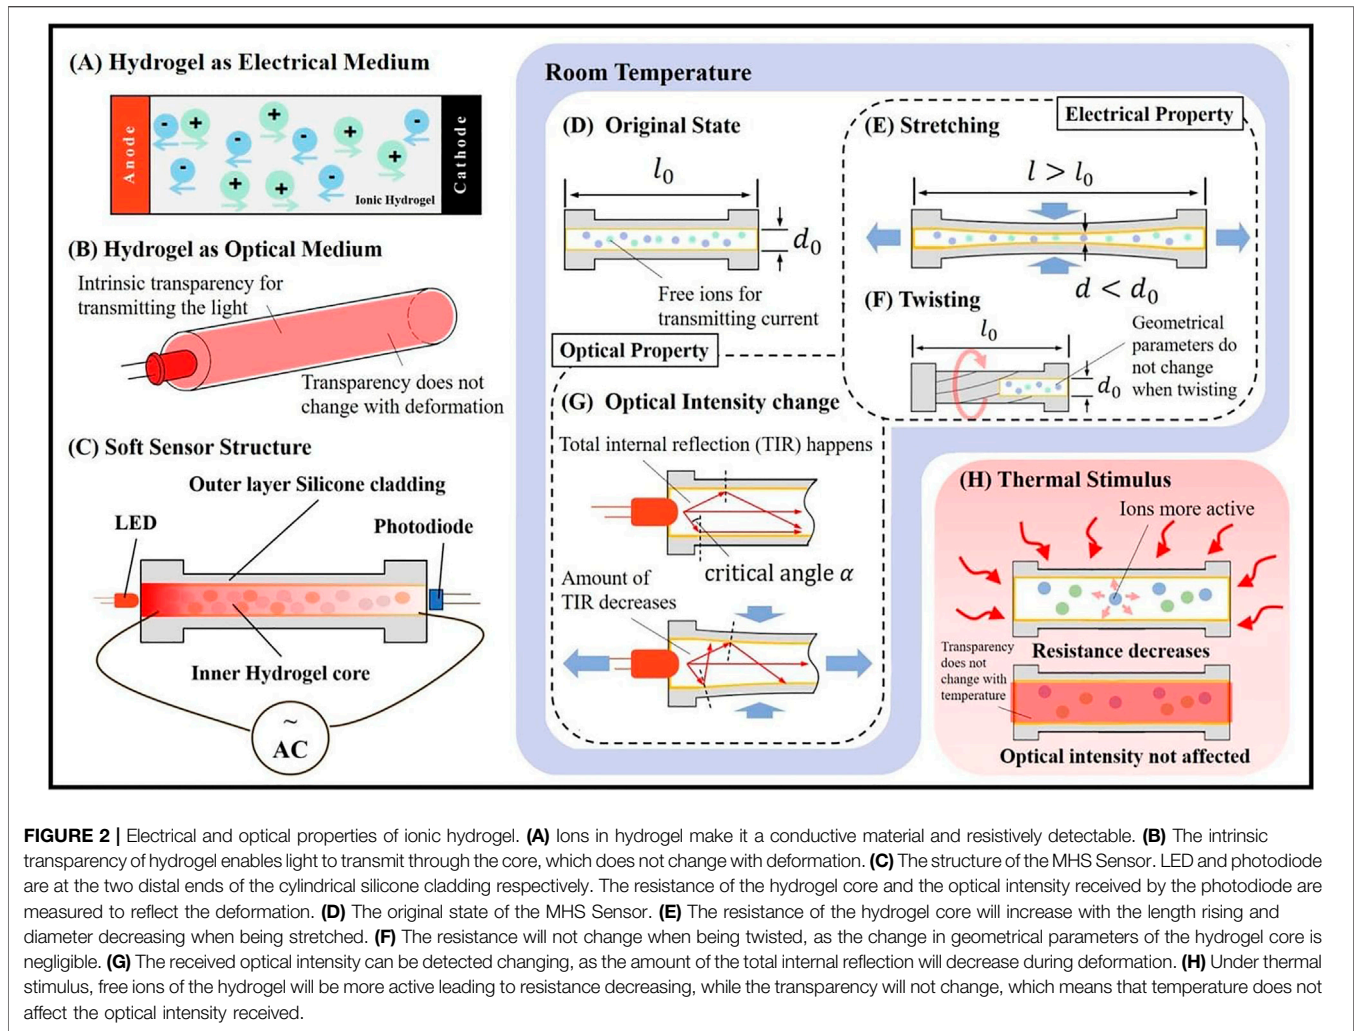 (A) Hydrogel as Electrical Medium
Anode
- + + - - + - + - + + -
Ionic Hydrogel
Cathode
(B) Hydrogel as Optical Medium
Intrinsic transparency for
transmitting the light
Transparency does not
change with deformation
(C) Soft Sensor Structure
Outer layer Silicone cladding
LED
Photodiode
Inner Hydrogel core
~
AC
Room Temperature
(D) Original State
l₀
d₀
Free ions for
transmitting current
Electrical Property
(E) Stretching
l > l₀
d < d₀
(F) Twisting
l₀
d₀
Geometrical
parameters do
not change
when twisting
Optical Property
(G) Optical Intensity change
Total internal reflection (TIR) happens
critical angle α
Amount of
TIR decreases
(H) Thermal Stimulus
Ions more active
Resistance decreases
Transparency
does not
change with
temperature
Optical intensity not affected
FIGURE 2 | Electrical and optical properties of ionic hydrogel. (A) Ions in hydrogel make it a conductive material and resistively detectable. (B) The intrinsic
transparency of hydrogel enables light to transmit through the core, which does not change with deformation. (C) The structure of the MHS Sensor. LED and photodiode
are at the two distal ends of the cylindrical silicone cladding respectively. The resistance of the hydrogel core and the optical intensity received by the photodiode are
measured to reflect the deformation. (D) The original state of the MHS Sensor. (E) The resistance of the hydrogel core will increase with the length rising and
diameter decreasing when being stretched. (F) The resistance will not change when being twisted, as the change in geometrical parameters of the hydrogel core is
negligible. (G) The received optical intensity can be detected changing, as the amount of the total internal reflection will decrease during deformation. (H) Under thermal
stimulus, free ions of the hydrogel will be more active leading to resistance decreasing, while the transparency will not change, which means that temperature does not
affect the optical intensity received.